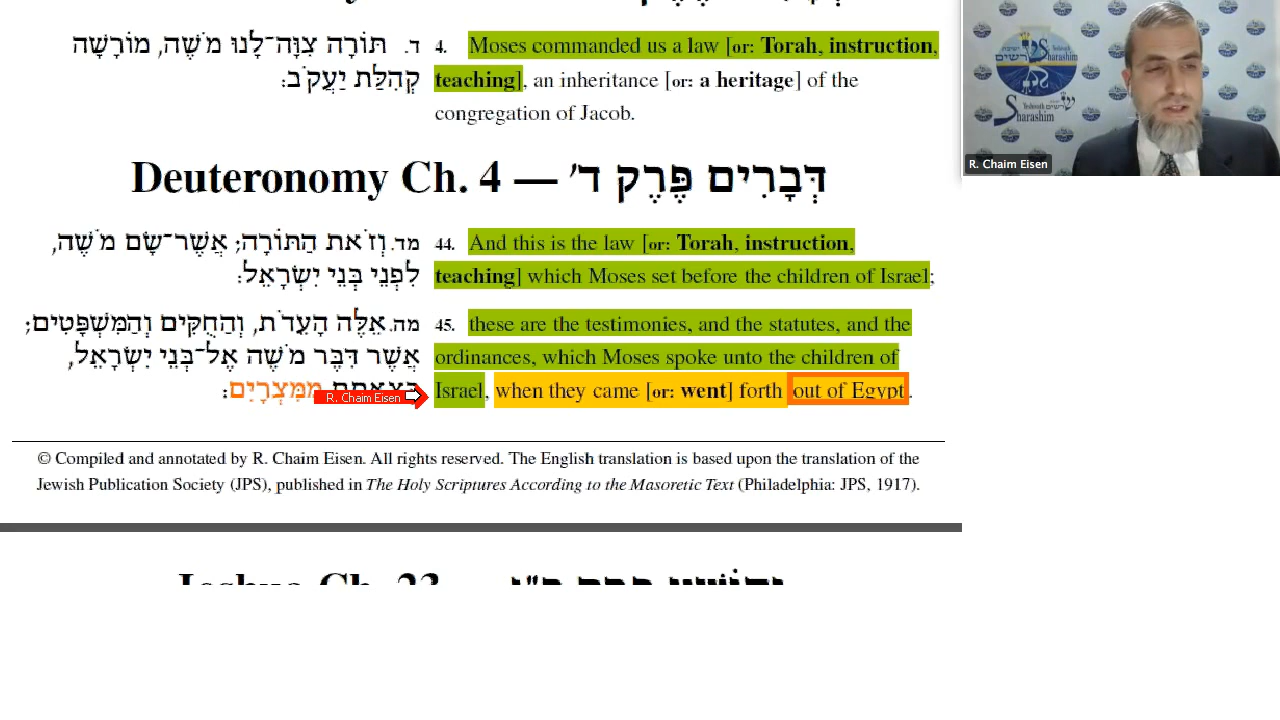 ד. תּוֹרָה צִוָּה־לָנוּ מֹשֶׁה, מוֹרָשָׁה
קְהִלַּת יַעֲקֹב:
4. Moses commanded us a law [or: Torah, instruction,
teaching], an inheritance [or: a heritage] of the
congregation of Jacob.
Deuteronomy Ch. 4 — דְּבָרִים פֶּרֶק ד׳
מד. וְזֹאת הַתּוֹרָה; אֲשֶׁר־שָׂם מֹשֶׁה,
לִפְנֵי בְּנֵי יִשְׂרָאֵל:
44. And this is the law [or: Torah, instruction,
teaching] which Moses set before the children of Israel;
מה. אֵלֶּה הָעֵדֹת, וְהַחֻקִּים וְהַמִּשְׁפָּטִים;
אֲשֶׁר דִּבֶּר מֹשֶׁה אֶל־בְּנֵי יִשְׂרָאֵל,
מִמִּצְרָיִם:
45. these are the testimonies, and the statutes, and the
ordinances, which Moses spoke unto the children of
Israel, when they came [or: went] forth out of Egypt.
R. Chaim Eisen
© Compiled and annotated by R. Chaim Eisen. All rights reserved. The English translation is based upon the translation of the
Jewish Publication Society (JPS), published in The Holy Scriptures According to the Masoretic Text (Philadelphia: JPS, 1917).
Yeshivath
Sharashim
R. Chaim Eisen